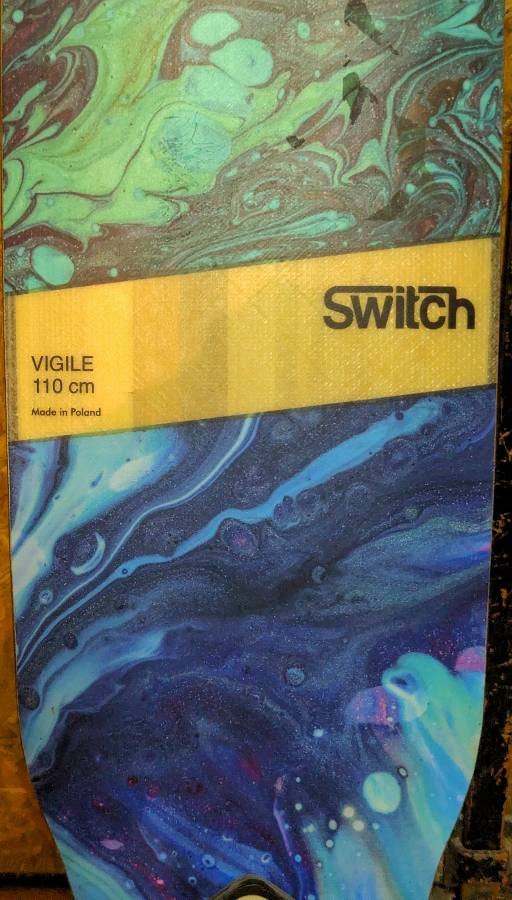 Switch
VIGILE
110 cm
Made in Poland